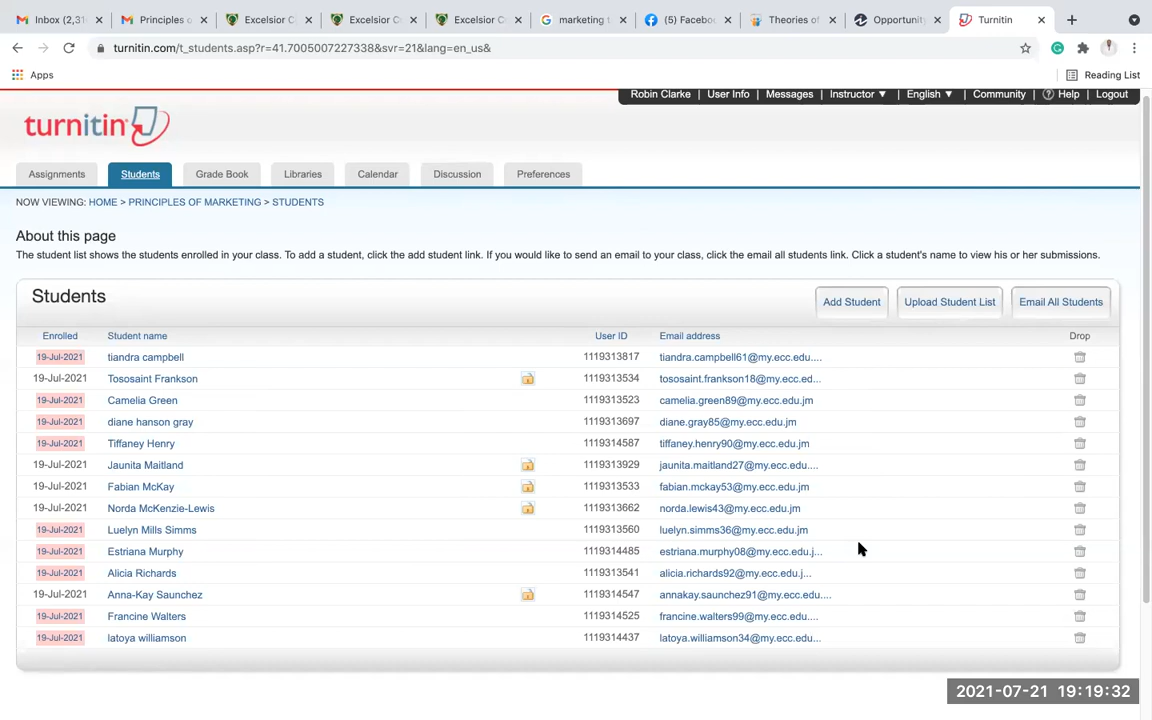 Inbox (2,31
Principles o
Excelsior C
Excelsior C
Excelsior C
marketing t
(5) Facebo
Theories of
Opportunit
Turnitin
turnitin.com/t_students.asp?r=41.7005007227338&svr=21&lang=en_us&
Apps
Reading List
Robin Clarke | User Info | Messages | Instructor ▼ | English ▼ | Community | ? Help | Logout
turnitin
Assignments Students Grade Book Libraries Calendar Discussion Preferences
NOW VIEWING: HOME > PRINCIPLES OF MARKETING > STUDENTS
About this page
The student list shows the students enrolled in your class. To add a student, click the add student link. If you would like to send an email to your class, click the email all students link. Click a student's name to view his or her submissions.
Students Add Student Upload Student List Email All Students
Enrolled Student name User ID Email address Drop
19-Jul-2021 tiandra campbell 1119313817 tiandra.campbell61@my.ecc.edu....
19-Jul-2021 Tososaint Frankson 1119313534 tososaint.frankson18@my.ecc.ed...
19-Jul-2021 Camelia Green 1119313523 camelia.green89@my.ecc.edu.jm
19-Jul-2021 diane hanson gray 1119313697 diane.gray85@my.ecc.edu.jm
19-Jul-2021 Tiffaney Henry 1119314587 tiffaney.henry90@my.ecc.edu.jm
19-Jul-2021 Jaunita Maitland 1119313929 jaunita.maitland27@my.ecc.edu....
19-Jul-2021 Fabian McKay 1119313533 fabian.mckay53@my.ecc.edu.jm
19-Jul-2021 Norda McKenzie-Lewis 1119313662 norda.lewis43@my.ecc.edu.jm
19-Jul-2021 Luelyn Mills Simms 1119313560 luelyn.simms36@my.ecc.edu.jm
19-Jul-2021 Estriana Murphy 1119314485 estriana.murphy08@my.ecc.edu.j...
19-Jul-2021 Alicia Richards 1119313541 alicia.richards92@my.ecc.edu.j...
19-Jul-2021 Anna-Kay Saunchez 1119314547 annakay.saunchez91@my.ecc.edu....
19-Jul-2021 Francine Walters 1119314525 francine.walters99@my.ecc.edu....
19-Jul-2021 latoya williamson 1119314437 latoya.williamson34@my.ecc.edu...
2021-07-21 19:19:32